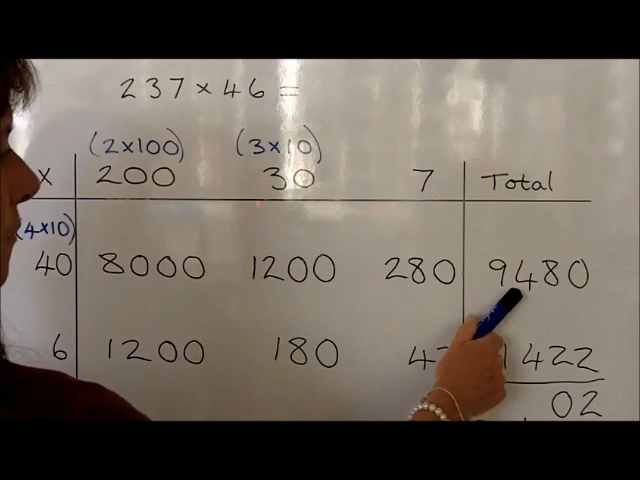 237 × 46 =
(2×100) (3×10)
× 200 30 7 Total
(4×10)
40 8000 1200 280 9480
6 1200 180 1422
02